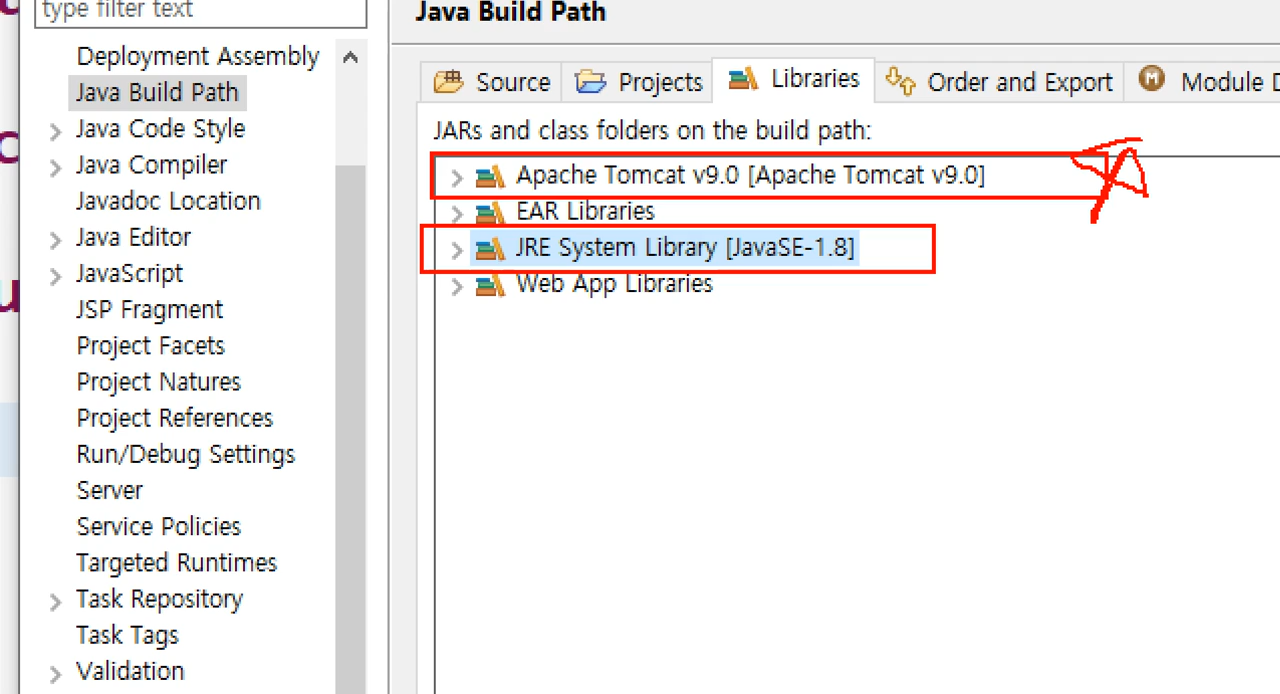 type filter text
Deployment Assembly
Java Build Path
Java Code Style
Java Compiler
Javadoc Location
Java Editor
JavaScript
JSP Fragment
Project Facets
Project Natures
Project References
Run/Debug Settings
Server
Service Policies
Targeted Runtimes
Task Repository
Task Tags
Validation
Java Build Path
Source Projects Libraries Order and Export Module
JARs and class folders on the build path:
Apache Tomcat v9.0 [Apache Tomcat v9.0]
EAR Libraries
JRE System Library [JavaSE-1.8]
Web App Libraries